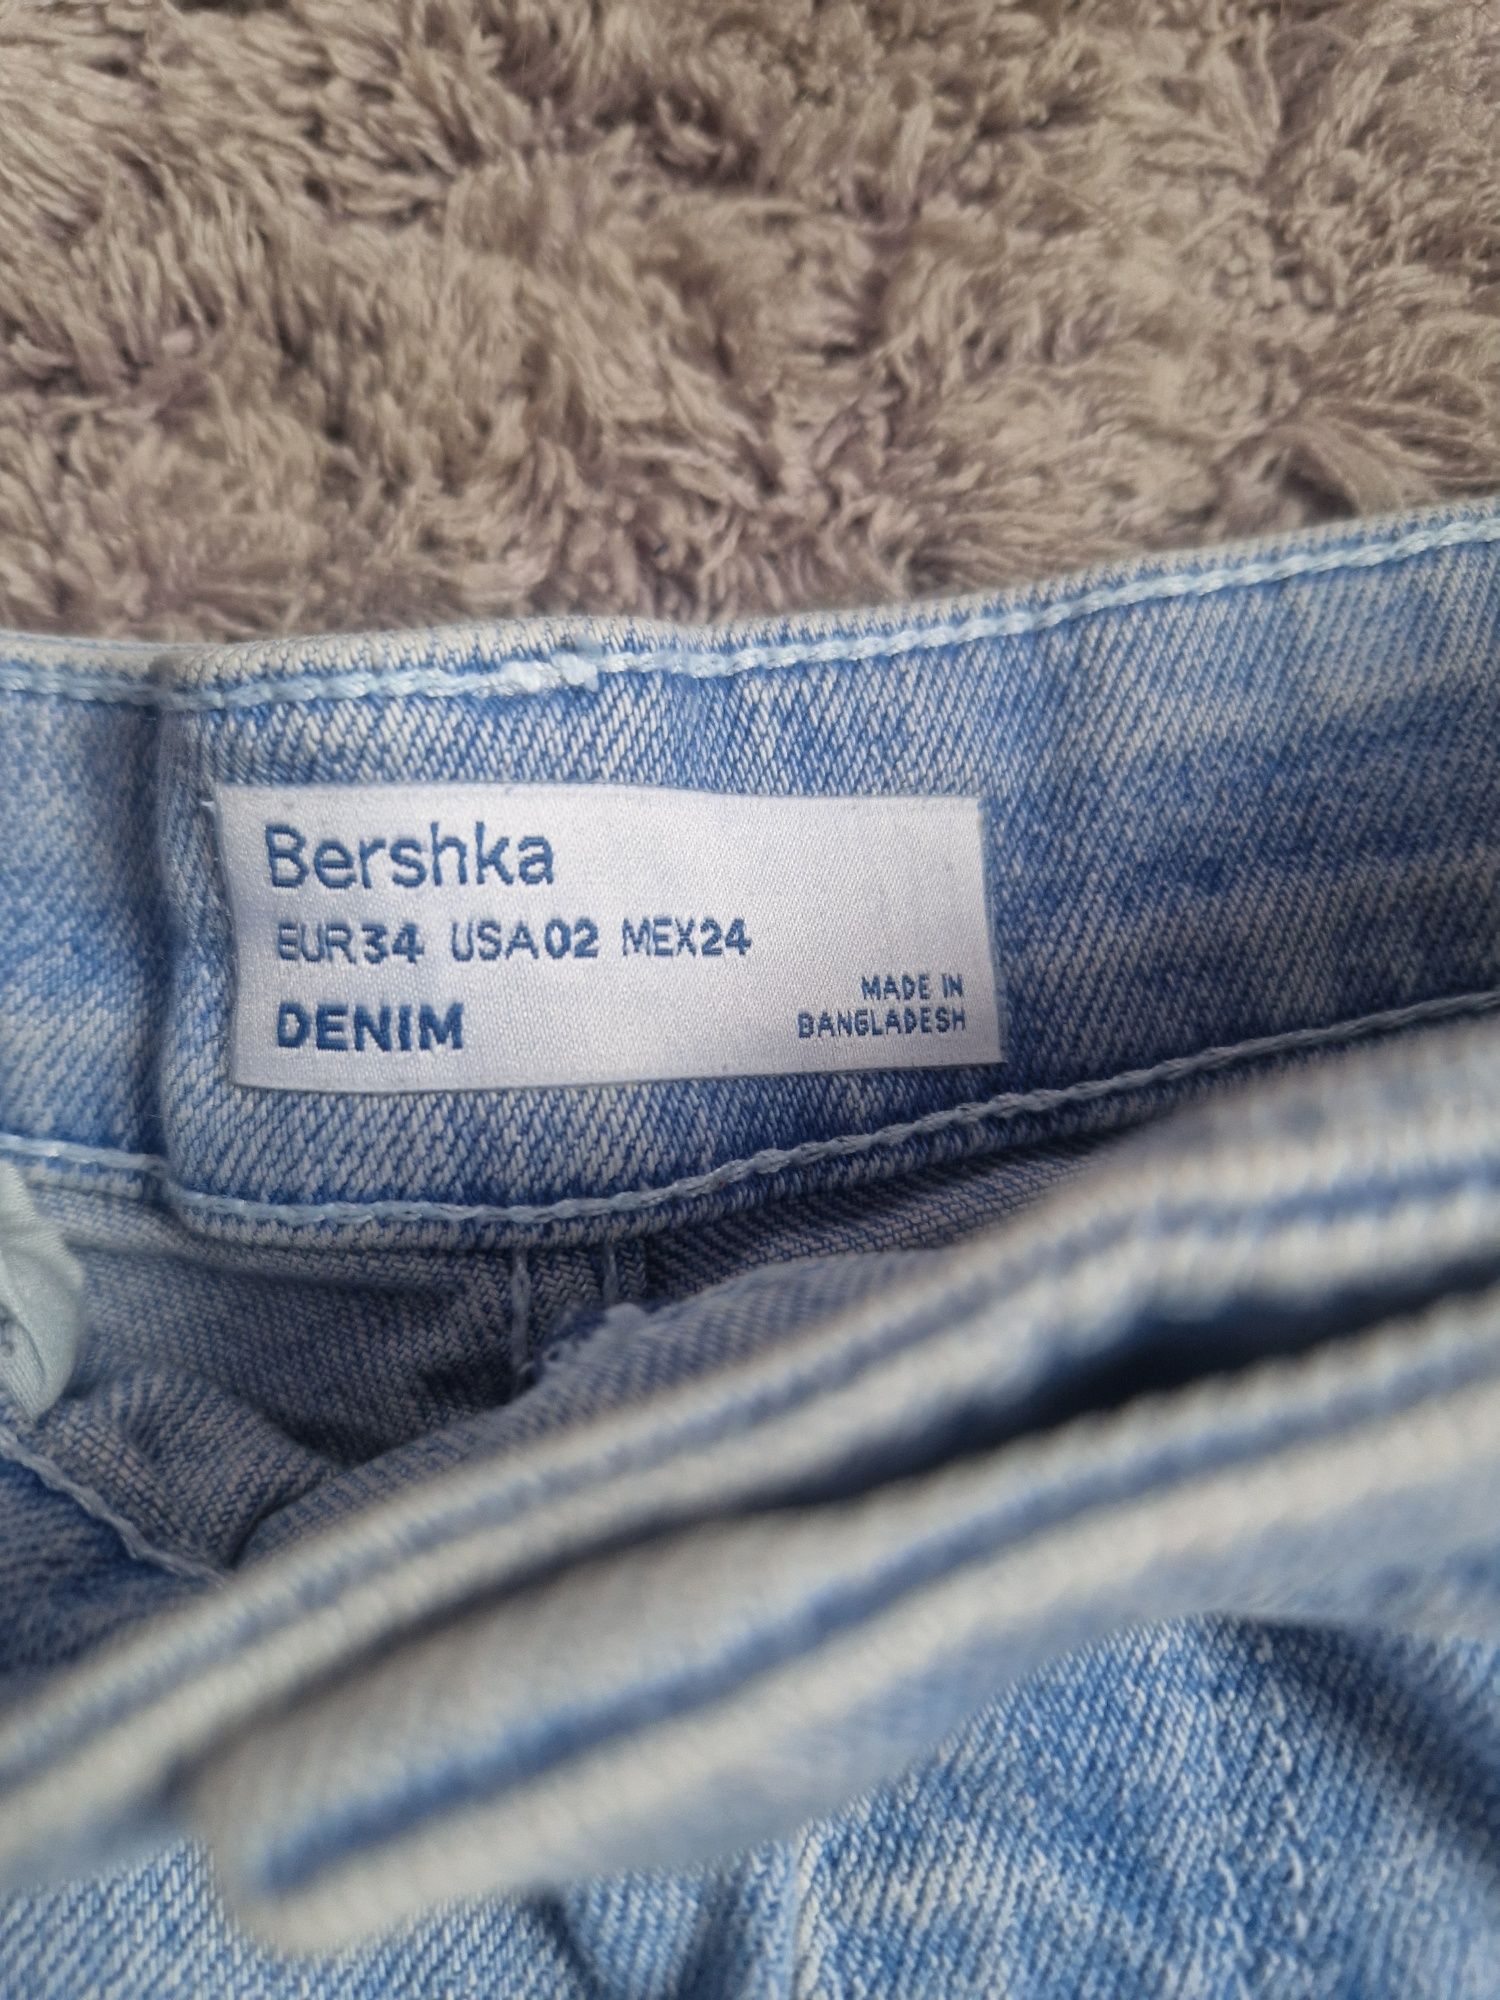 Bershka
EUR34 USA02 MEX24
DENIM
MADE IN
BANGLADESH